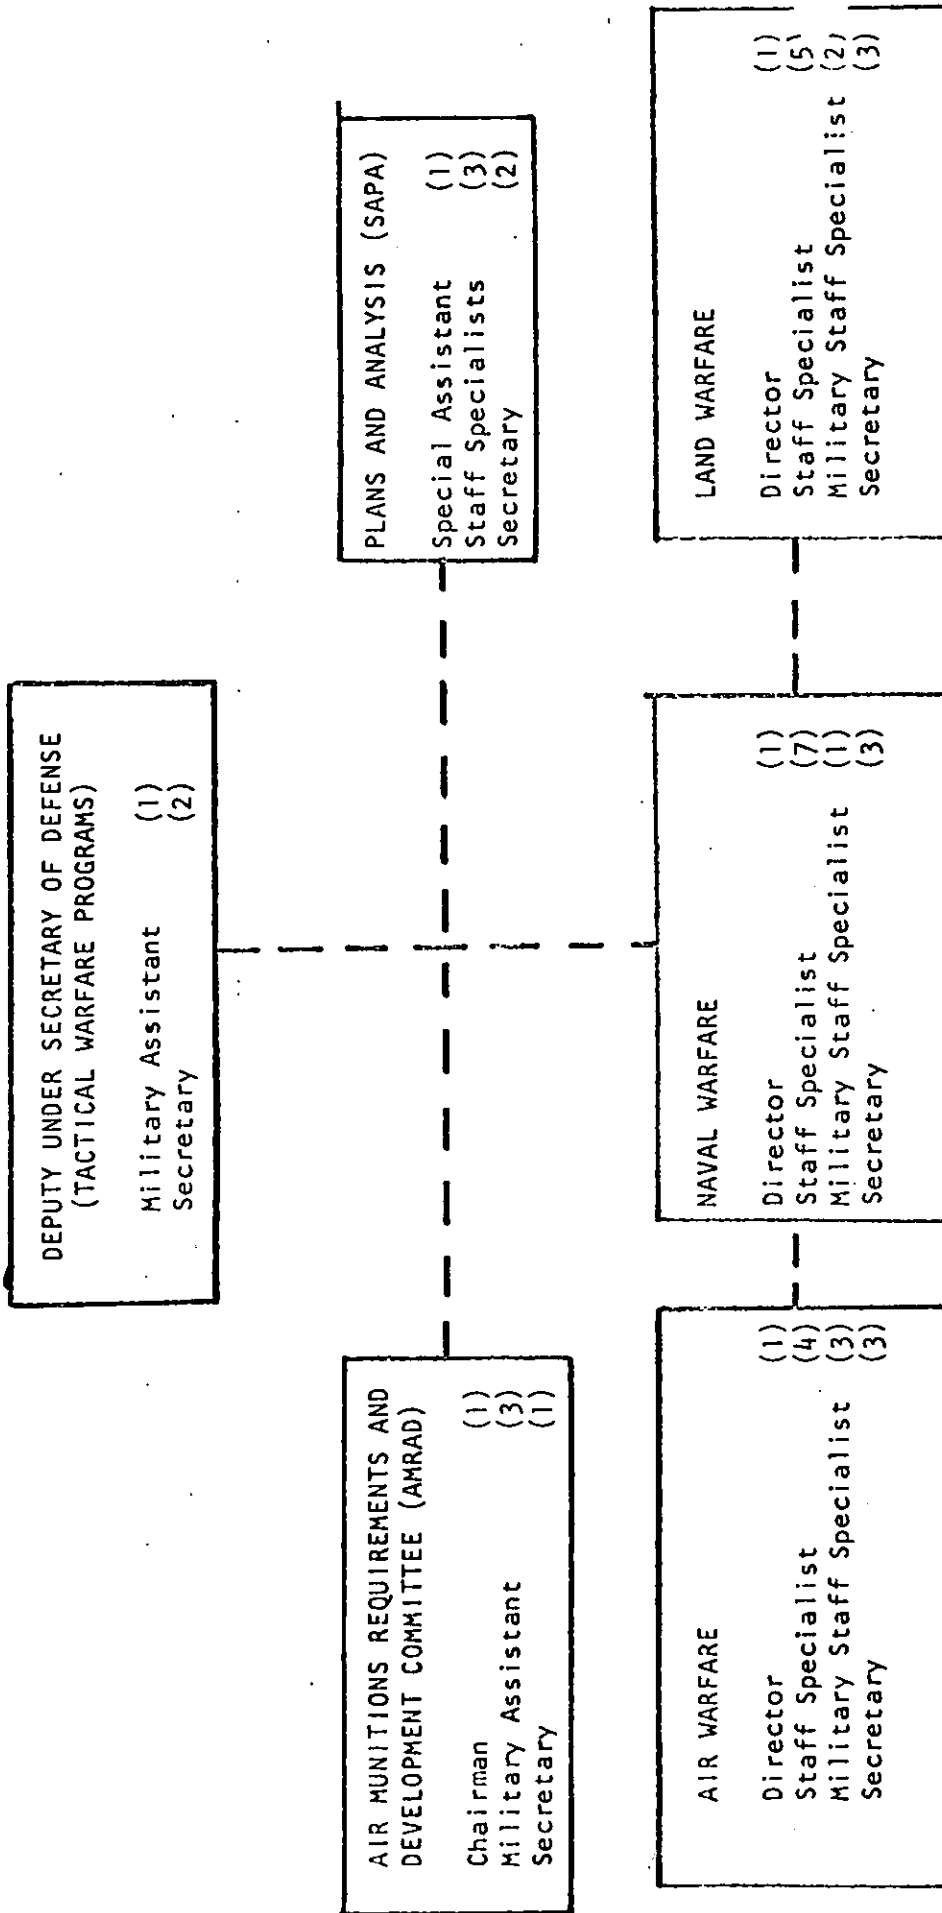 DEPUTY UNDER SECRETARY OF DEFENSE
(TACTICAL WARFARE PROGRAMS)
Military Assistant (1)
Secretary (2)
AIR MUNITIONS REQUIREMENTS AND
DEVELOPMENT COMMITTEE (AMRAD)
Chairman (1)
Military Assistant (3)
Secretary (1)
PLANS AND ANALYSIS (SAPA)
Special Assistant (1)
Staff Specialists (3)
Secretary (2)
AIR WARFARE
Director (1)
Staff Specialist (4)
Military Staff Specialist (3)
Secretary (3)
NAVAL WARFARE
Director (1)
Staff Specialist (7)
Military Staff Specialist (1)
Secretary (3)
LAND WARFARE
Director (1)
Staff Specialist (5)
Military Staff Specialist (2)
Secretary (3)